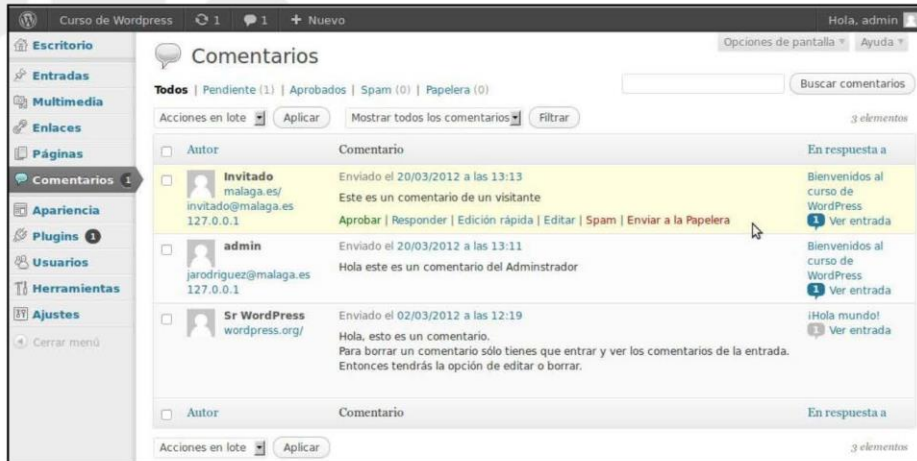 Curso de Wordpress 1 1 + Nuevo Hola, admin
Escritorio
Entradas
Multimedia
Enlaces
Páginas
Comentarios 1
Apariencia
Plugins 1
Usuarios
Herramientas
Ajustes
Cerrar menú
Opciones de pantalla Ayuda
Comentarios
Todos | Pendiente (1) | Aprobados | Spam (0) | Papelera (0)
Buscar comentarios
Acciones en lote Aplicar Mostrar todos los comentarios Filtrar 3 elementos
Autor Comentario En respuesta a
Invitado
malaga.es/
invitado@malaga.es
127.0.0.1
Enviado el 20/03/2012 a las 13:13
Este es un comentario de un visitante
Aprobar | Responder | Edición rápida | Editar | Spam | Enviar a la Papelera
Bienvenidos al
curso de
WordPress
1 Ver entrada
admin
jarodriguez@malaga.es
127.0.0.1
Enviado el 20/03/2012 a las 13:11
Hola este es un comentario del Adminstrador
Bienvenidos al
curso de
WordPress
1 Ver entrada
Sr WordPress
wordpress.org/
Enviado el 02/03/2012 a las 12:19
Hola, esto es un comentario.
Para borrar un comentario sólo tienes que entrar y ver los comentarios de la entrada.
Entonces tendrás la opción de editar o borrar.
¡Hola mundo!
1 Ver entrada
Autor Comentario En respuesta a
Acciones en lote Aplicar 3 elementos